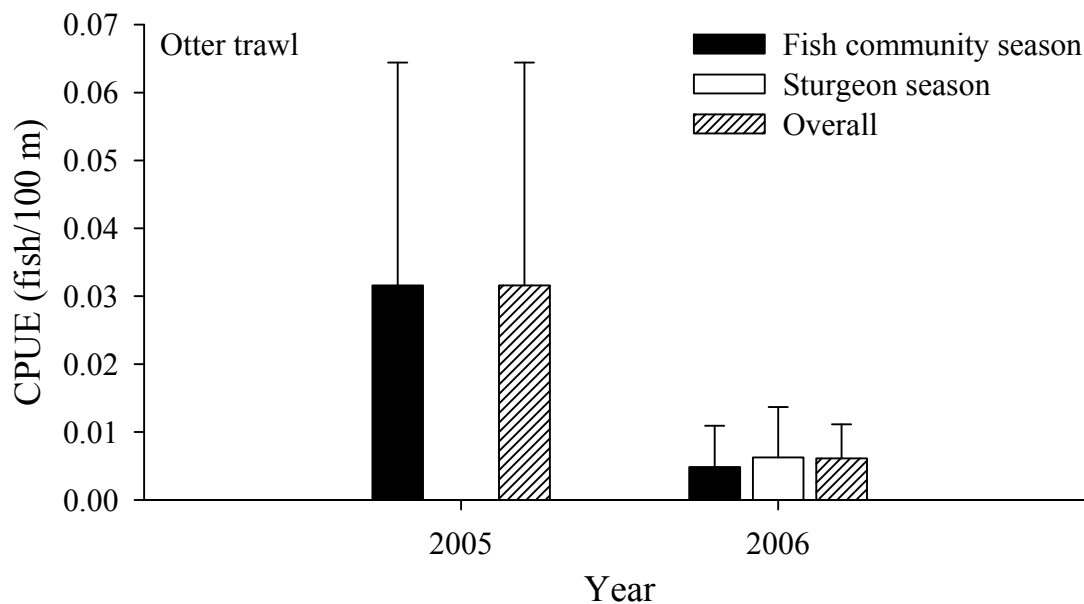 Otter trawl
Fish community season
Sturgeon season
Overall
CPUE (fish/100 m)
0.07
0.06
0.05
0.04
0.03
0.02
0.01
0.00
2005
2006
Year